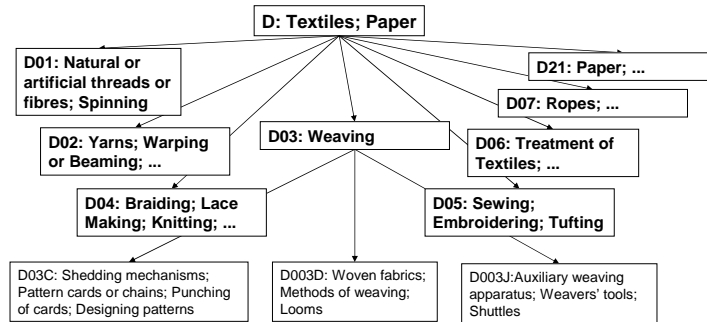 D: Textiles; Paper
D01: Natural or
artificial threads or
fibres; Spinning
D21: Paper; ...
D07: Ropes; ...
D02: Yarns; Warping
or Beaming; ...
D03: Weaving
D06: Treatment of
Textiles; ...
D04: Braiding; Lace
Making; Knitting; ...
D05: Sewing;
Embroidering; Tufting
D03C: Shedding mechanisms;
Pattern cards or chains; Punching
of cards; Designing patterns
D003D: Woven fabrics;
Methods of weaving;
Looms
D003J:Auxiliary weaving
apparatus; Weavers' tools;
Shuttles